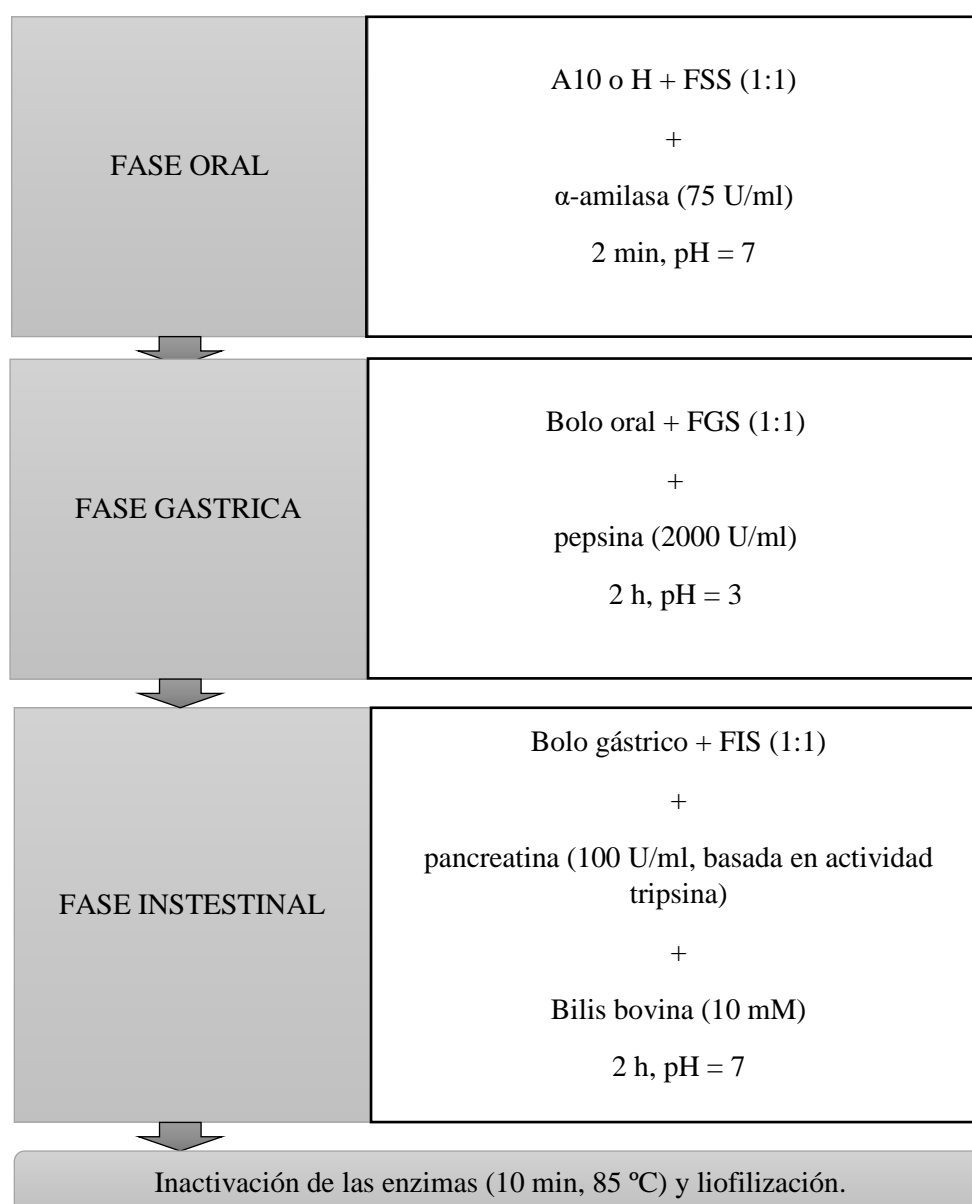 FASE ORAL
A10 o H + FSS (1:1)
+
α-amilasa (75 U/ml)
2 min, pH = 7
FASE GASTRICA
Bolo oral + FGS (1:1)
+
pepsina (2000 U/ml)
2 h, pH = 3
FASE INSTESTINAL
Bolo gástrico + FIS (1:1)
+
pancreatina (100 U/ml, basada en actividad
tripsina)
+
Bilis bovina (10 mM)
2 h, pH = 7
Inactivación de las enzimas (10 min, 85 ºC) y liofilización.